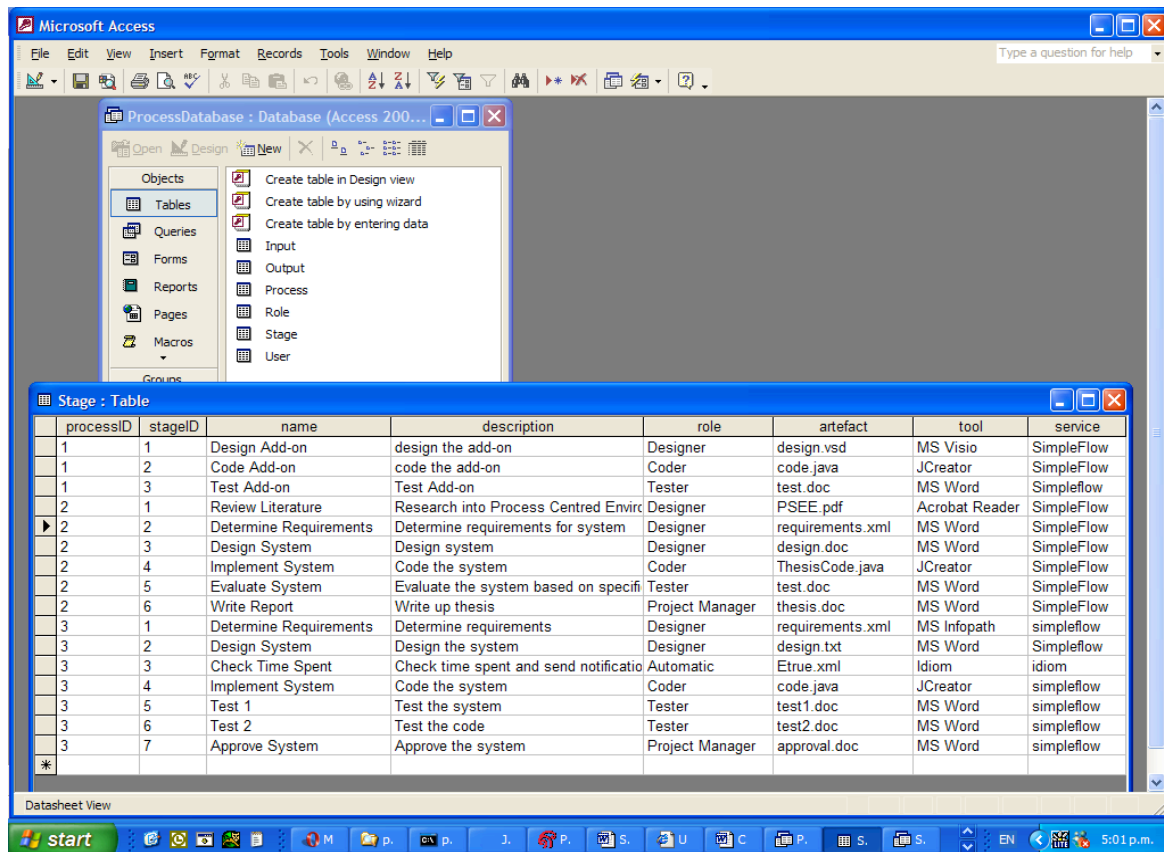 Microsoft Access
File Edit View Insert Format Records Tools Window Help Type a question for help
ProcessDatabase : Database (Access 200...
Open Design New
Objects
Tables
Queries
Forms
Reports
Pages
Macros
Groups
Create table in Design view
Create table by using wizard
Create table by entering data
Input
Output
Process
Role
Stage
User
Stage : Table
processID stageID name description role artefact tool service
1 1 Design Add-on design the add-on Designer design.vsd MS Visio SimpleFlow
1 2 Code Add-on code the add-on Coder code.java JCreator SimpleFlow
1 3 Test Add-on Test Add-on Tester test.doc MS Word SimpleFlow
2 1 Review Literature Research into Process Centred Envirc Designer PSEE.pdf Acrobat Reader SimpleFlow
2 2 Determine Requirements Determine requirements for system Designer requirements.xml MS Word SimpleFlow
2 3 Design System Design system Designer design.doc MS Word SimpleFlow
2 4 Implement System Code the system Coder ThesisCode.java JCreator SimpleFlow
2 5 Evaluate System Evaluate the system based on specifi Tester test.doc MS Word SimpleFlow
2 6 Write Report Write up thesis Project Manager thesis.doc MS Word SimpleFlow
3 1 Determine Requirements Determine requirements Designer requirements.xml MS Infopath simpleflow
3 2 Design System Design the system Designer design.txt MS Word Simpleflow
3 3 Check Time Spent Check time spent and send notificatio Automatic Etrue.xml Idiom idiom
3 4 Implement System Code the system Coder code.java JCreator simpleflow
3 5 Test 1 Test the system Tester test1.doc MS Word simpleflow
3 6 Test 2 Test the code Tester test2.doc MS Word simpleflow
3 7 Approve System Approve the system Project Manager approval.doc MS Word simpleflow
Datasheet View
start M p. p. J. P. S. U C P. S. S. EN 5:01 p.m.